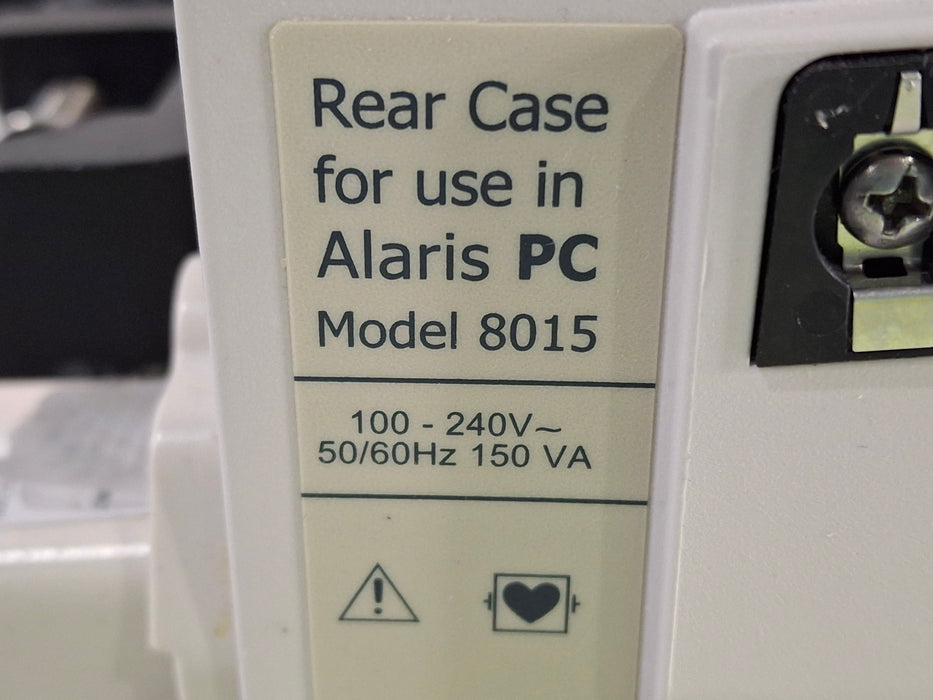 Rear Case
for use in
Alaris PC
Model 8015
100 - 240V~
50/60Hz 150 VA